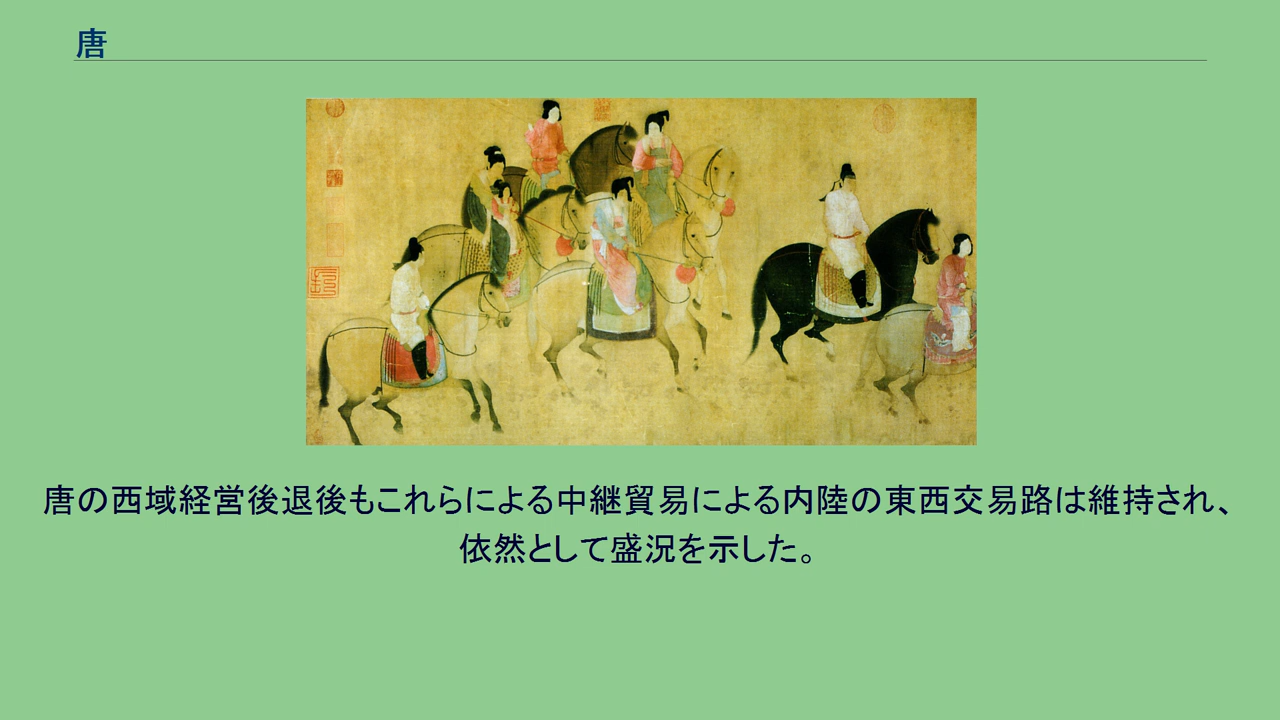 唐
唐の西域経営後退後もこれらによる中継貿易による内陸の東西交易路は維持され、
依然として盛況を示した。